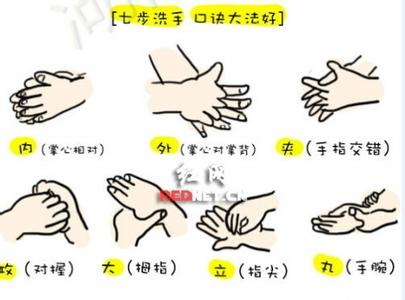 [七步洗手 口诀大法好]
内 (掌心相对) 外 (掌心对掌背) 夹 (手指交错)
红网
REDNET.CN
攻 (对握) 大 (拇指) 立 (指尖) 丸 (手腕)